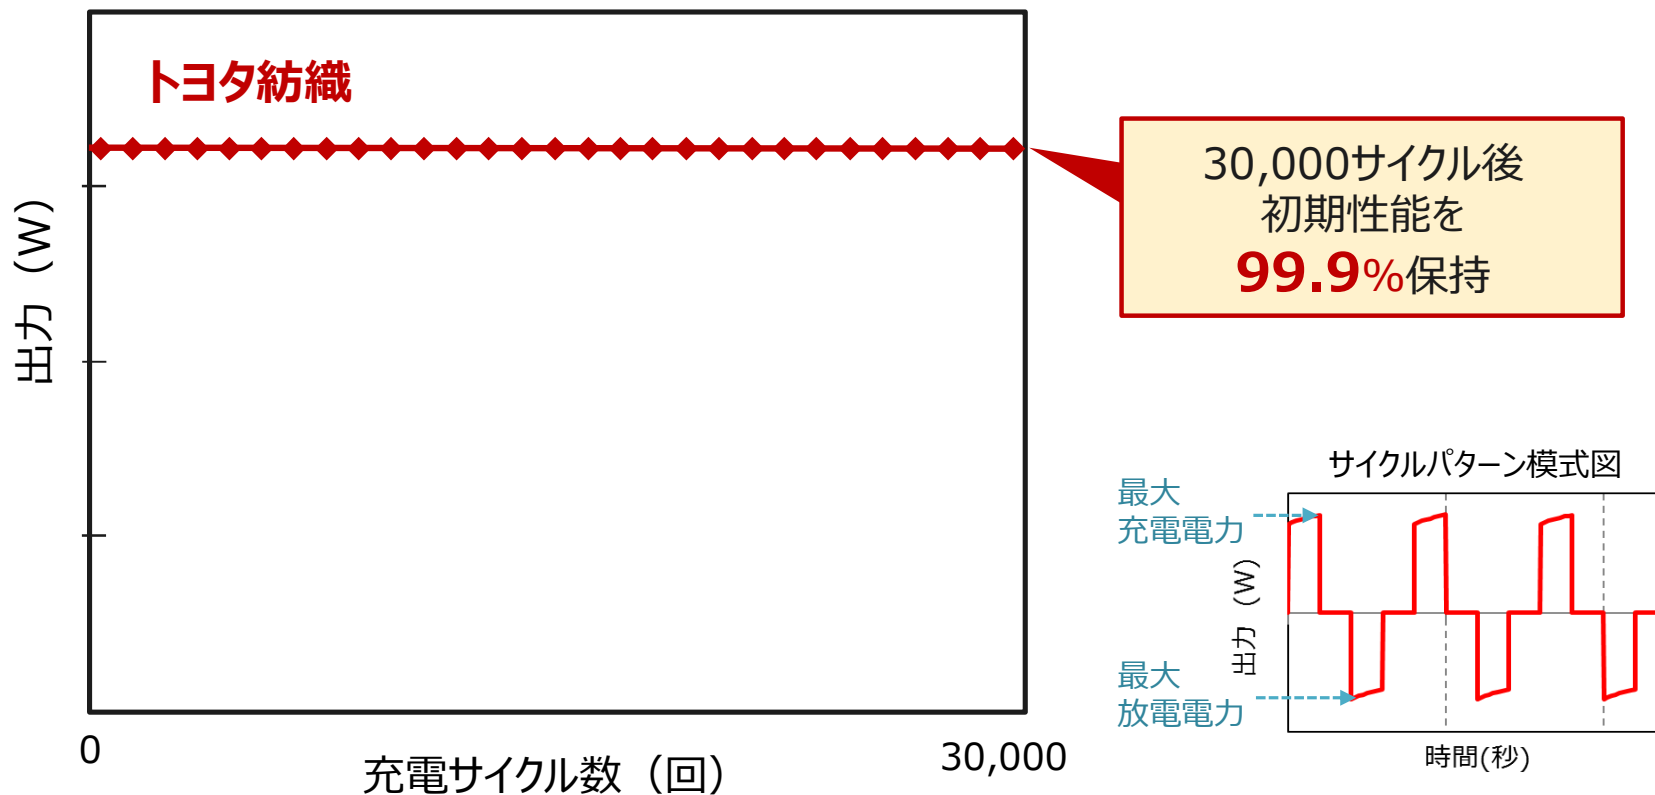 トヨタ紡織
出力（W）
0
30,000
充電サイクル数（回）
30,000サイクル後
初期性能を
99.9%保持
サイクルパターン模式図
最大
充電電力
出力（W）
最大
放電電力
時間(秒)